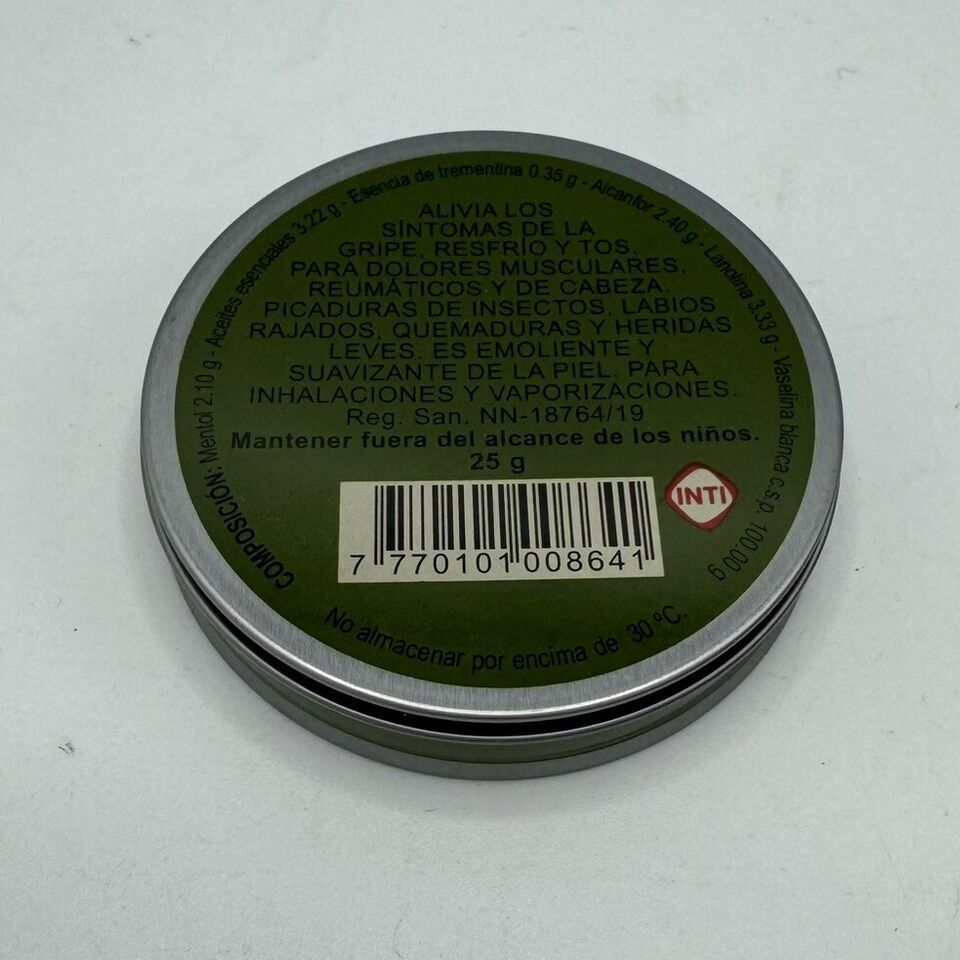 COMPOSICIÓN: Mentol 2.10 g - Aceites esenciales 3.22 g - Esencia de trementina 0.35 g - Alcanfor 2.40 g - Lanolina 3.33 g - Vaselina blanca c.s.p. 100.00 g
ALIVIA LOS
SÍNTOMAS DE LA
GRIPE, RESFRÍO Y TOS.
PARA DOLORES MUSCULARES,
REUMÁTICOS Y DE CABEZA.
PICADURAS DE INSECTOS, LABIOS
RAJADOS, QUEMADURAS Y HERIDAS
LEVES. ES EMOLIENTE Y
SUAVIZANTE DE LA PIEL. PARA
INHALACIONES Y VAPORIZACIONES.
Reg. San. NN-18764/19
Mantener fuera del alcance de los niños.
25 g
INTI
7 770101 008641
No almacenar por encima de 30 ºC.